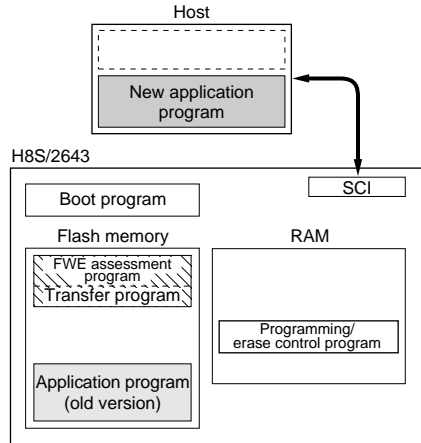 Host
New application
program
H8S/2643
SCI
Boot program
Flash memory
RAM
FWE assessment
program
Transfer program
Programming/
erase control program
Application program
(old version)